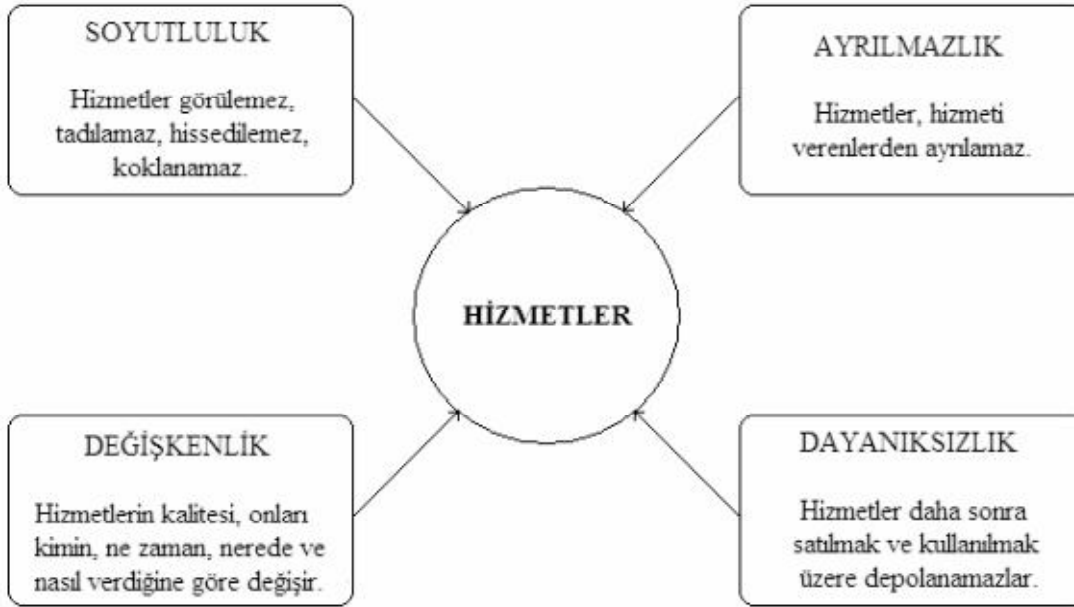 SOYUTLULUK
Hizmetler görülemez,
tadılamaz, hissedilemez,
koklanamaz.
AYRILMAZLIK
Hizmetler, hizmeti
verenlerden ayrılamaz.
HİZMETLER
DEĞİŞKENLİK
Hizmetlerin kalitesi, onları
kimin, ne zaman, nerede ve
nasıl verdiğine göre değişir.
DAYANIKSIZLIK
Hizmetler daha sonra
satılmak ve kullanılmak
üzere depolanamazlar.